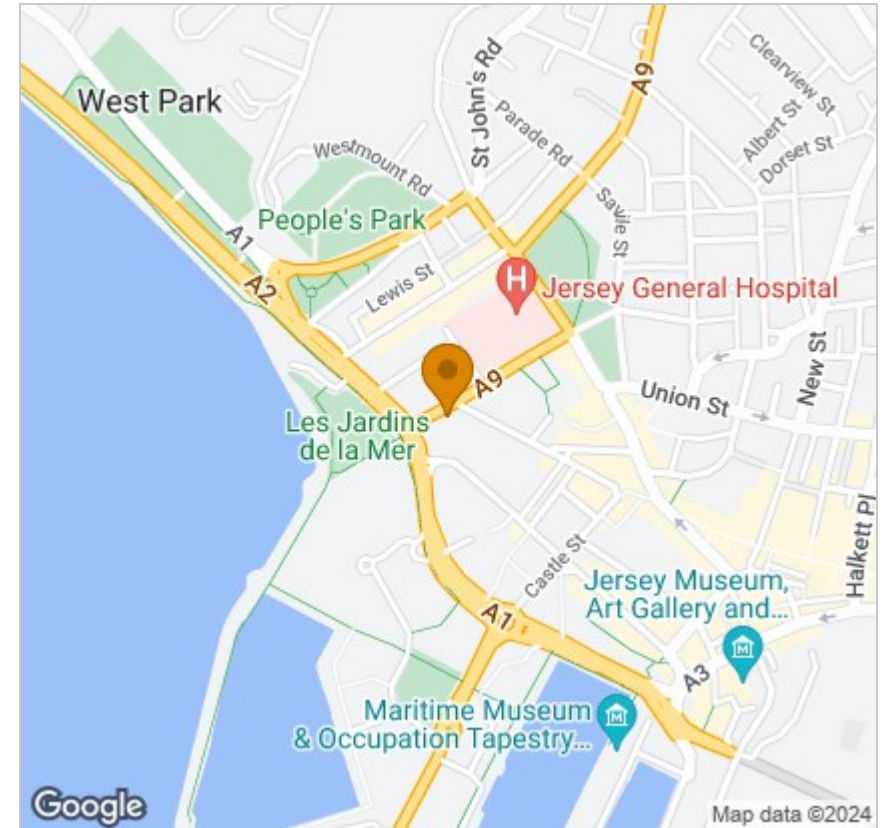 Clearview St
St John's Rd
A9
West Park
Albert St
Parade Rd
Dorset St
Westmount Rd
Savile St
People's Park
A1
A2
Lewis St
H
Jersey General Hospital
New St
A9
Union St
Les Jardins
de la Mer
Halkett Pl
Castle St
Jersey Museum,
Art Gallery and...
A1
M
A3
Maritime Museum
& Occupation Tapestry...
M
Google
Map data ©2024